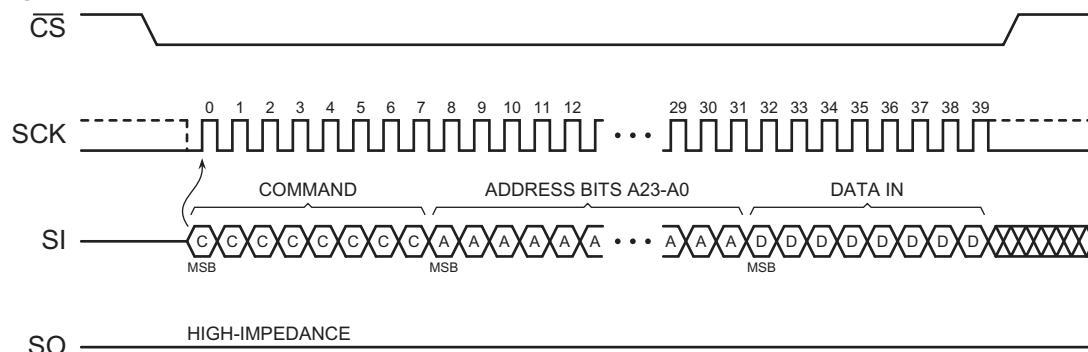 CS
0 1 2 3 4 5 6 7 8 9 10 11 12 29 30 31 32 33 34 35 36 37 38 39
SCK
COMMAND ADDRESS BITS A23-A0 DATA IN
SI C C C C C C C C A A A A A A • • • A A A D D D D D D D D
MSB MSB MSB
HIGH-IMPEDANCE
SO